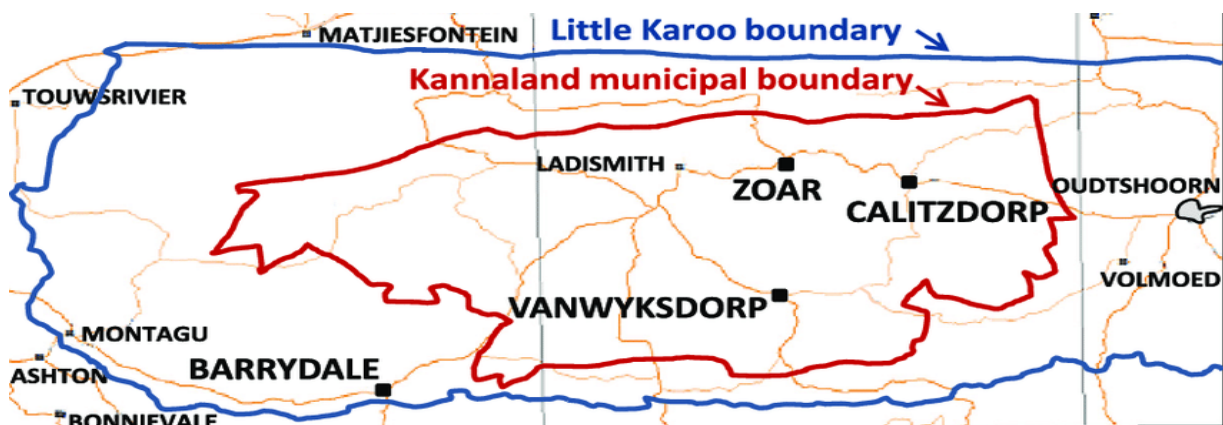 Little Karoo boundary
MATJIESFONTEIN
Kannaland municipal boundary
TOUWSRIVIER
LADISMITH
ZOAR
OUDTSHOORN
CALITZDORP
VOLMOED
VANWYKSDORP
MONTAGU
BARRYDALE
ASHTON
BONNIEVALE